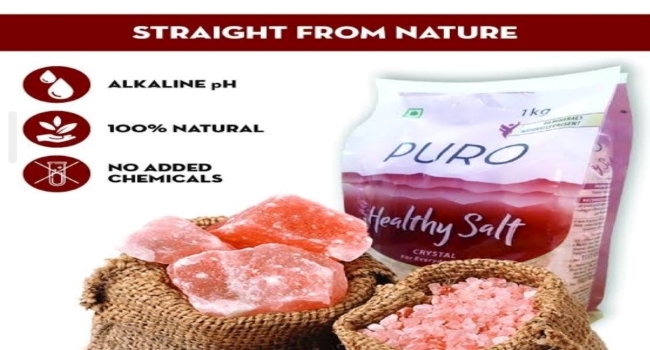 STRAIGHT FROM NATURE
ALKALINE pH
100% NATURAL
NO ADDED
CHEMICALS
1kg
PURO
Healthy Salt
CRYSTAL